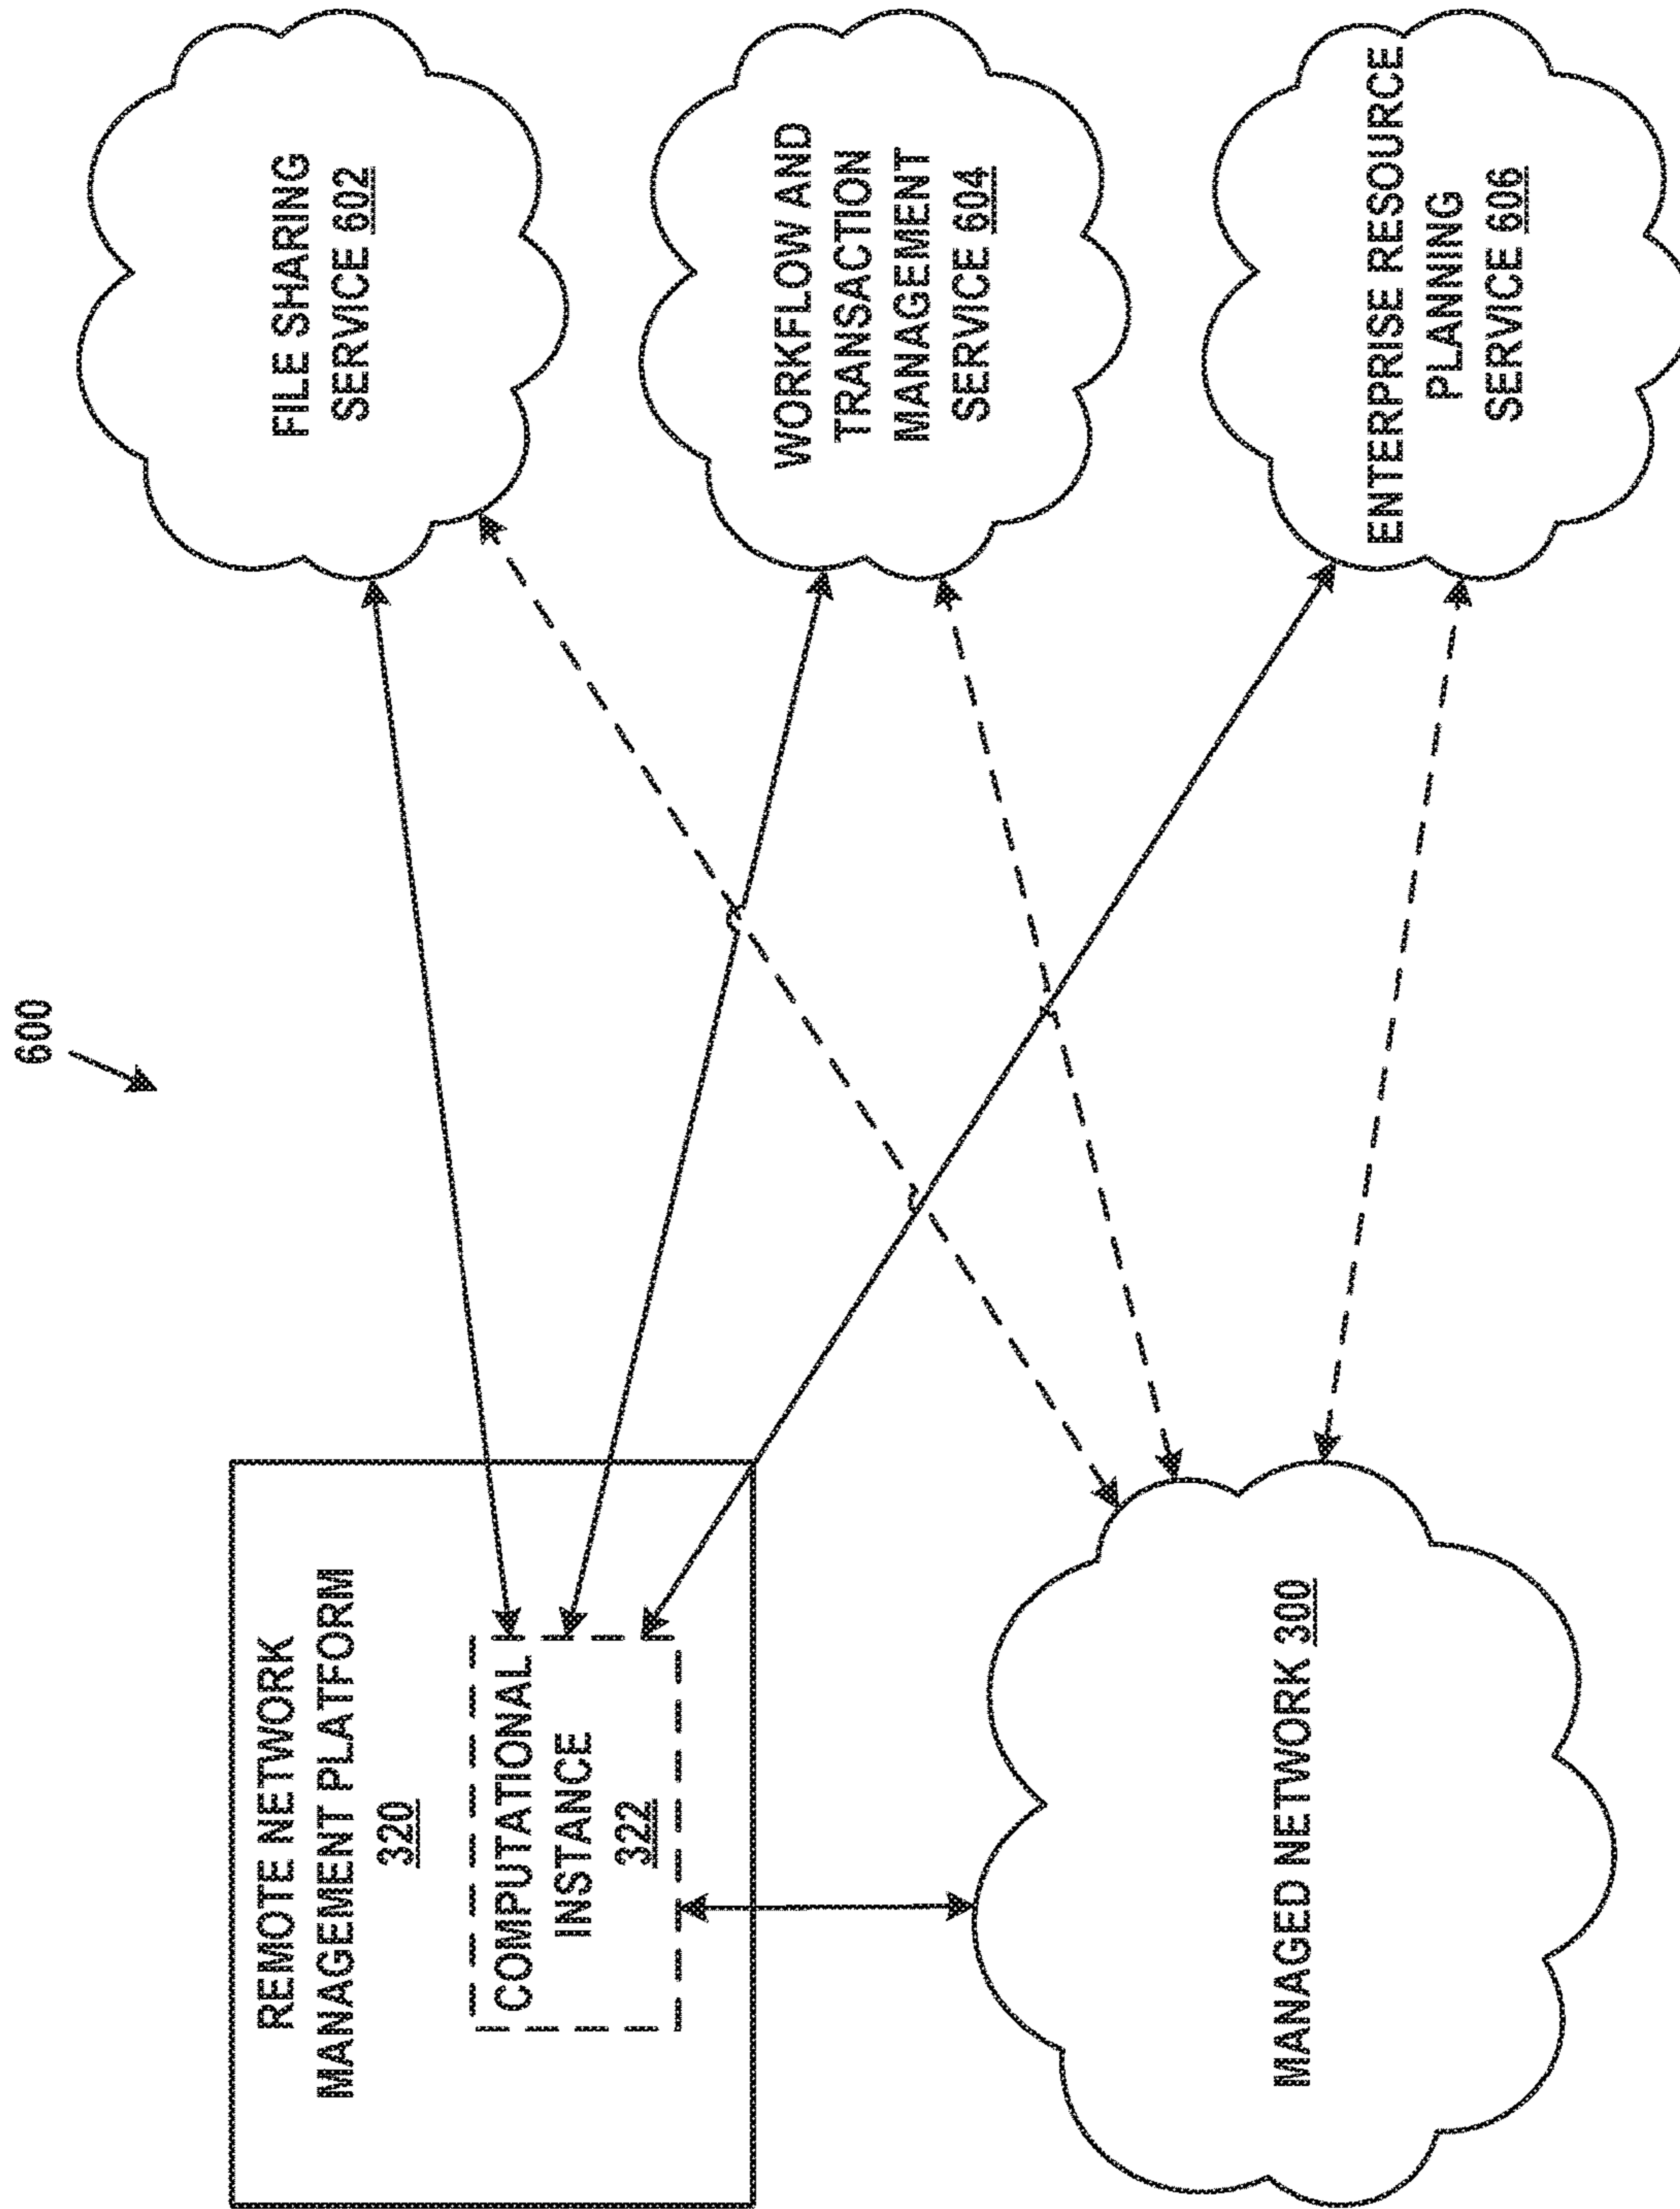 600
REMOTE NETWORK
MANAGEMENT PLATFORM
320
COMPUTATIONAL
INSTANCE
322
MANAGED NETWORK 300
FILE SHARING
SERVICE 602
WORKFLOW AND
TRANSACTION
MANAGEMENT
SERVICE 604
ENTERPRISE RESOURCE
PLANNING
SERVICE 606